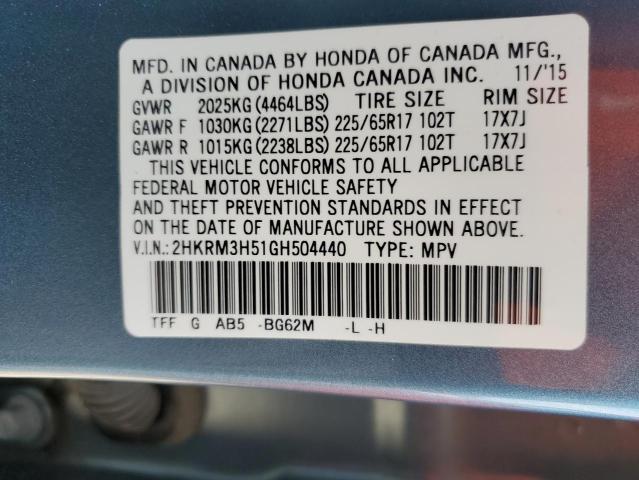 MFD. IN CANADA BY HONDA OF CANADA MFG.,
A DIVISION OF HONDA CANADA INC. 11/'15
GVWR 2025KG(4464LBS) TIRE SIZE RIM SIZE
GAWR F 1030KG(2271LBS) 225/65R17 102T 17X7J
GAWR R 1015KG(2238LBS) 225/65R17 102T 17X7J
THIS VEHICLE CONFORMS TO ALL APPLICABLE
FEDERAL MOTOR VEHICLE SAFETY
AND THEFT PREVENTION STANDARDS IN EFFECT
ON THE DATE OF MANUFACTURE SHOWN ABOVE.
V.I.N.:2HKRM3H51GH504440 TYPE: MPV
TFF G AB5 -BG62M -L -H